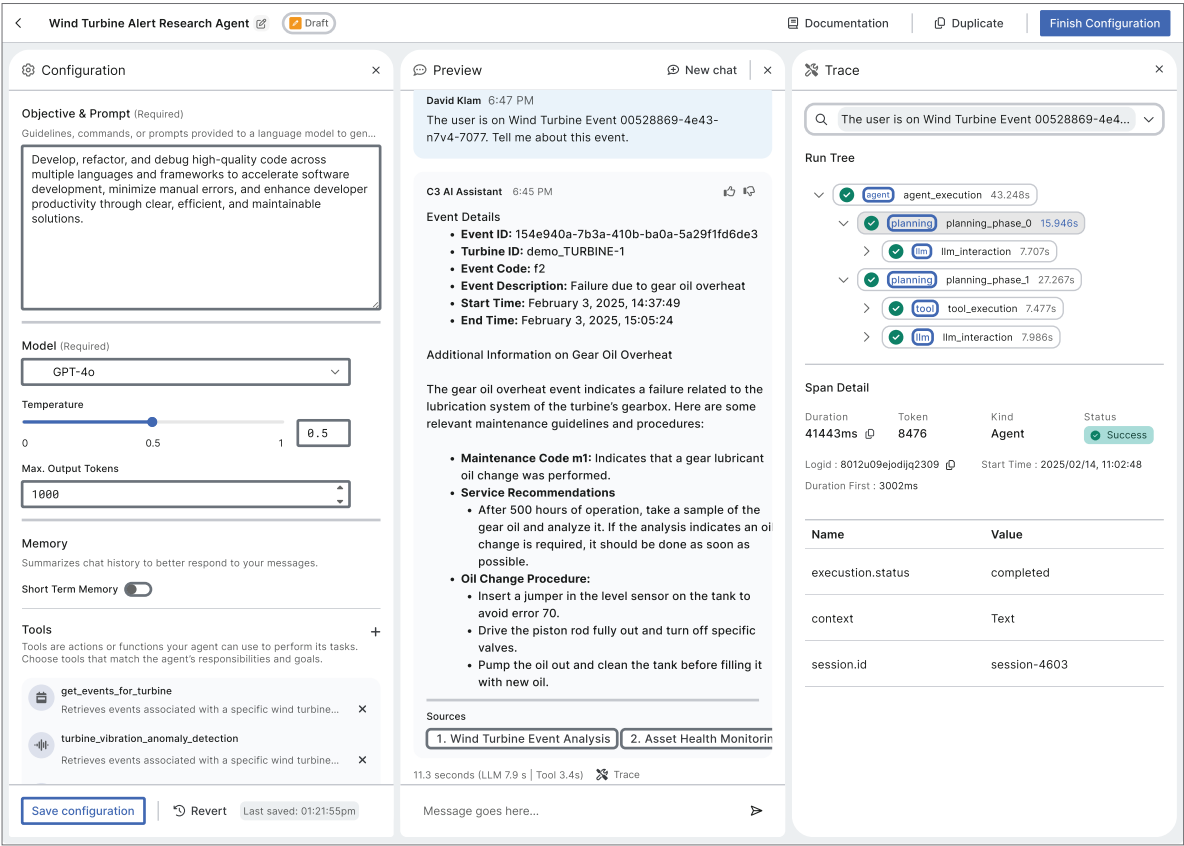 Wind Turbine Alert Research Agent
Draft
Documentation
Duplicate
Finish Configuration
Configuration
Objective & Prompt (Required)
Guidelines, commands, or prompts provided to a language model to gen...
Develop, refactor, and debug high-quality code across
multiple languages and frameworks to accelerate software
development, minimize manual errors, and enhance developer
productivity through clear, efficient, and maintainable
solutions.
Model (Required)
GPT-4o
Temperature
0 0.5 1
0.5
Max. Output Tokens
1000
Memory
Summarizes chat history to better respond to your messages.
Short Term Memory
Tools
Tools are actions or functions your agent can use to perform its tasks.
Choose tools that match the agent's responsibilities and goals.
get_events_for_turbine
Retrieves events associated with a specific wind turbine...
turbine_vibration_anomaly_detection
Retrieves events associated with a specific wind turbine...
Save configuration
Revert
Last saved: 01:21:55pm
Preview
New chat
David Klam 6:47 PM
The user is on Wind Turbine Event 00528869-4e43-
n7v4-7077. Tell me about this event.
C3 AI Assistant 6:45 PM
Event Details
• Event ID: 154e940a-7b3a-410b-ba0a-5a29f1fd6de3
• Turbine ID: demo_TURBINE-1
• Event Code: f2
• Event Description: Failure due to gear oil overheat
• Start Time: February 3, 2025, 14:37:49
• End Time: February 3, 2025, 15:05:24
Additional Information on Gear Oil Overheat
The gear oil overheat event indicates a failure related to the
lubrication system of the turbine's gearbox. Here are some
relevant maintenance guidelines and procedures:
• Maintenance Code m1: Indicates that a gear lubricant
oil change was performed.
• Service Recommendations
• After 500 hours of operation, take a sample of the
gear oil and analyze it. If the analysis indicates an oil
change is required, it should be done as soon as
possible.
• Oil Change Procedure:
• Insert a jumper in the level sensor on the tank to
avoid error 70.
• Drive the piston rod fully out and turn off specific
valves.
• Pump the oil out and clean the tank before filling it
with new oil.
Sources
1. Wind Turbine Event Analysis
2. Asset Health Monitorin
11.3 seconds (LLM 7.9 s | Tool 3.4s) Trace
Message goes here...
Trace
The user is on Wind Turbine Event 00528869-4e4...
Run Tree
agent agent_execution 43.248s
planning planning_phase_0 15.946s
llm llm_interaction 7.707s
planning planning_phase_1 27.267s
tool tool_execution 7.477s
llm llm_interaction 7.986s
Span Detail
Duration Token Kind Status
41443ms 8476 Agent Success
Logid : 8012u09ejodijq2309 Start Time : 2025/02/14, 11:02:48
Duration First : 3002ms
Name Value
execustion.status completed
context Text
session.id session-4603